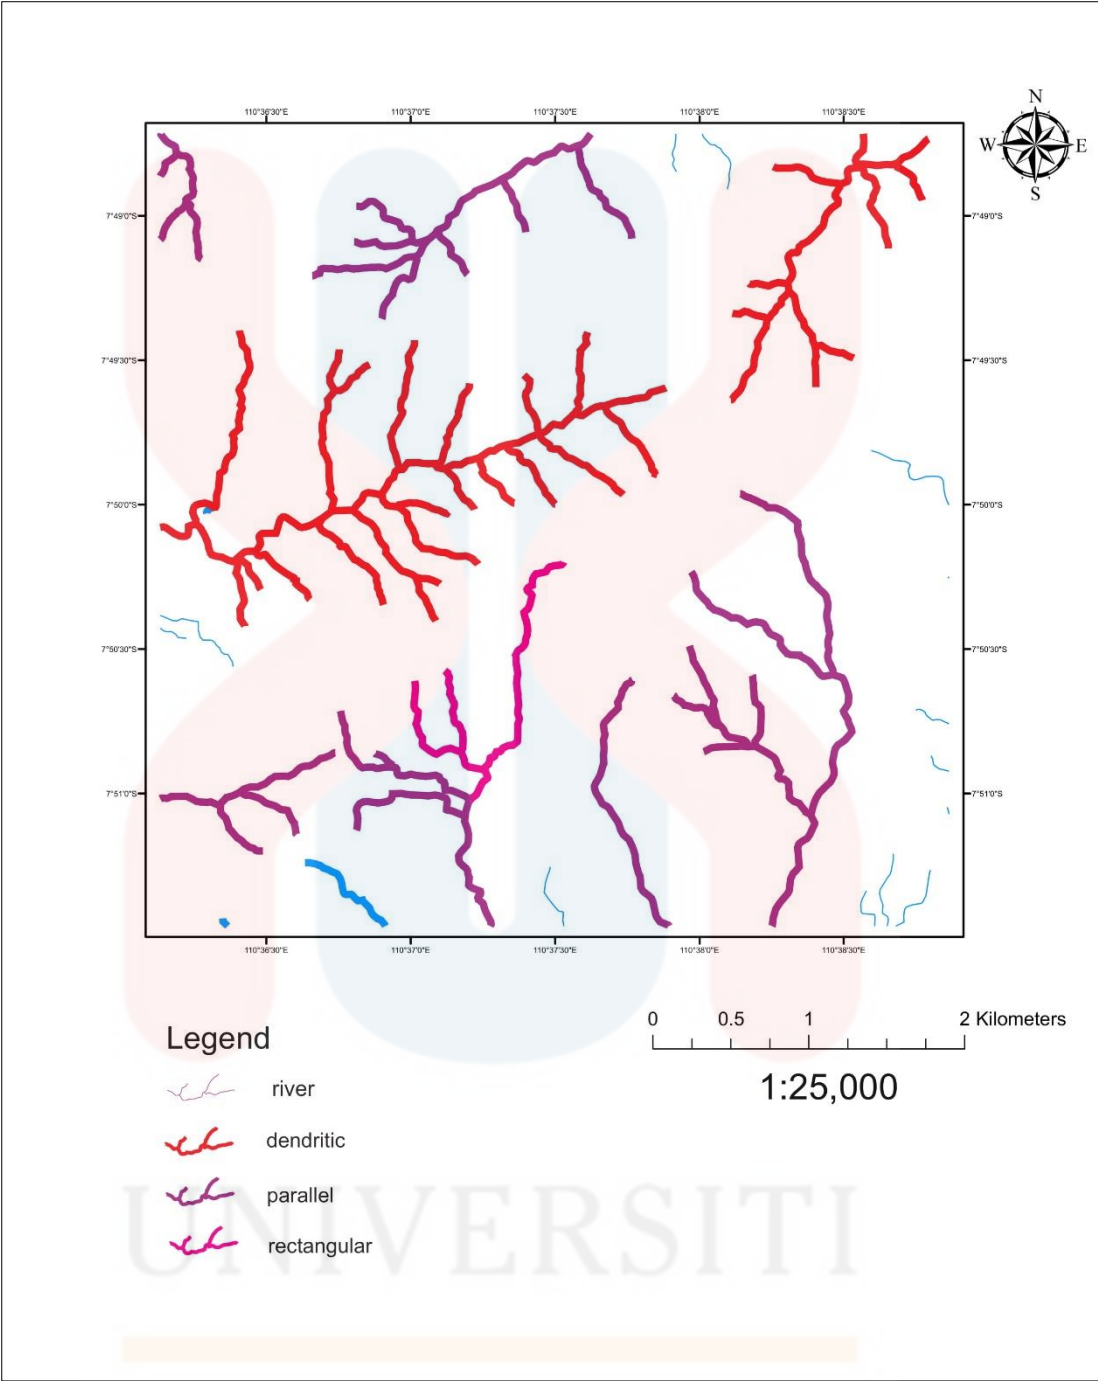 N
W E
S
110°36'30"E 110°37'0"E 110°37'30"E 110°38'0"E 110°38'30"E
7°49'0"S 7°49'0"S
7°49'30"S 7°49'30"S
7°50'0"S 7°50'0"S
7°50'30"S 7°50'30"S
7°51'0"S 7°51'0"S
110°36'30"E 110°37'0"E 110°37'30"E 110°38'0"E 110°38'30"E
0 0.5 1 2 Kilometers
1:25,000
Legend
river
dendritic
parallel
rectangular
UNIVERSITI